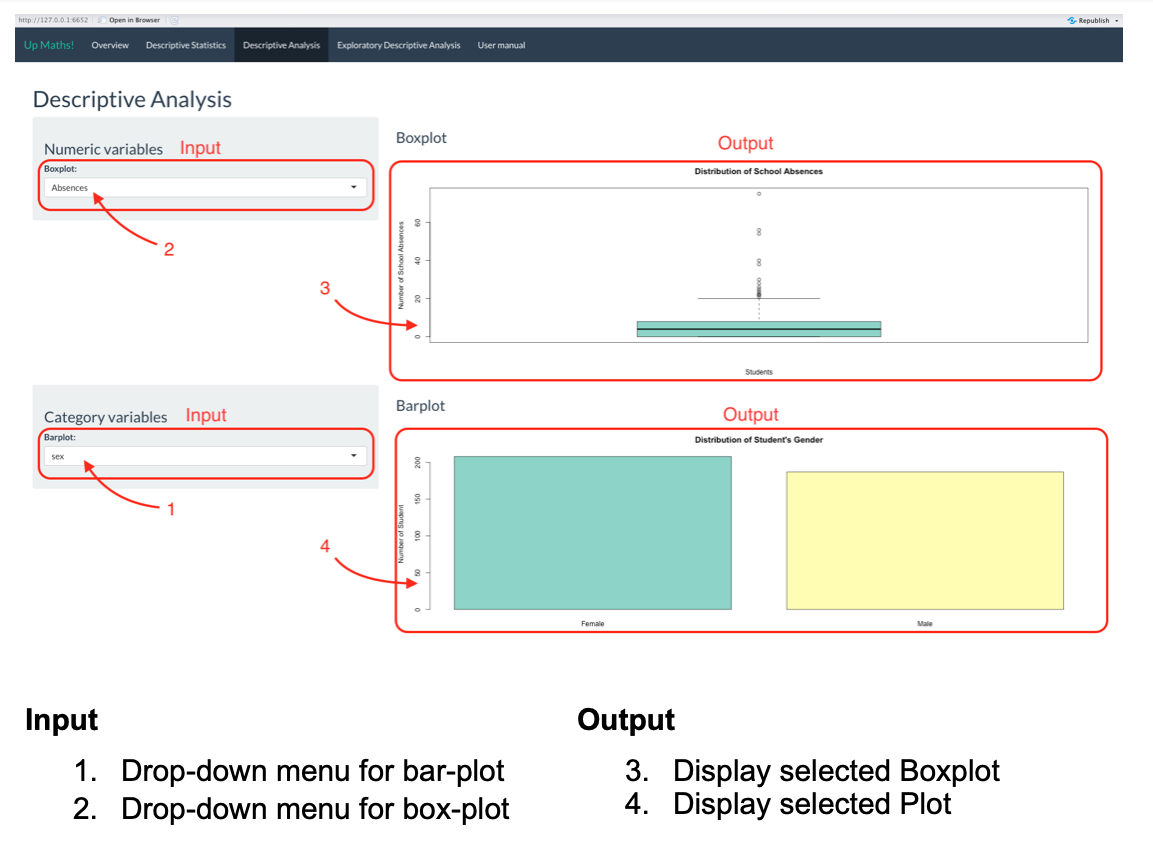 http://127.0.0.1:6652 Open in Browser Republish
Up Maths! Overview Descriptive Statistics Descriptive Analysis Exploratory Descriptive Analysis User manual
Descriptive Analysis
Numeric variables Input
Boxplot:
Absences
2
Boxplot
Output
Distribution of School Absences
Number of School Absences
60
40
20
0
Students
3
Category variables Input
Barplot:
sex
1
Barplot
Output
Distribution of Student's Gender
Number of Student
200
150
100
50
0
Female Male
4
Input
1. Drop-down menu for bar-plot
2. Drop-down menu for box-plot
Output
3. Display selected Boxplot
4. Display selected Plot